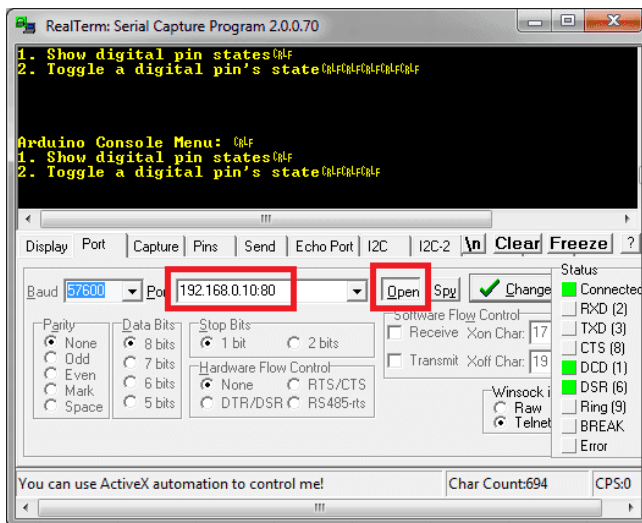 RealTerm: Serial Capture Program 2.0.0.70
1. Show digital pin states CRLF
2. Toggle a digital pin's state CRLFCRLFCRLFCRLFCRLF
Arduino Console Menu: CRLF
1. Show digital pin states CRLF
2. Toggle a digital pin's state CRLFCRLFCRLF
Display Port Capture Pins Send Echo Port I2C I2C-2 \n Clear Freeze ?
Baud 57600 Port 192.168.0.10:80 Open Spy Change
Parity
None
Odd
Even
Mark
Space
Data Bits
8 bits
7 bits
6 bits
5 bits
Stop Bits
1 bit 2 bits
Hardware Flow Control
None RTS/CTS
DTR/DSR RS485-rts
Software Flow Control
Receive Xon Char: 17
Transmit Xoff Char: 19
Winsock i
Raw
Telnet
Status
Connected
RXD (2)
TXD (3)
CTS (8)
DCD (1)
DSR (6)
Ring (9)
BREAK
Error
You can use ActiveX automation to control me! Char Count:694 CPS:0